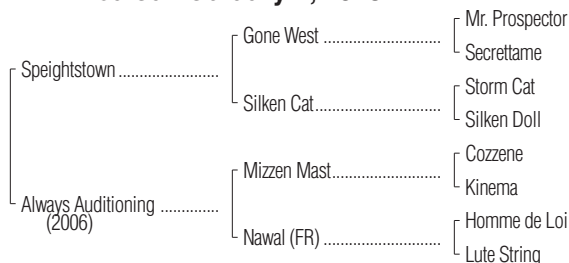 Mr. Prospector
Gone West
Secrettame
Speightstown
Storm Cat
Silken Cat
Silken Doll
Cozzene
Mizzen Mast
Kinema
Always Auditioning
(2006)
Homme de Loi
Nawal (FR)
Lute String